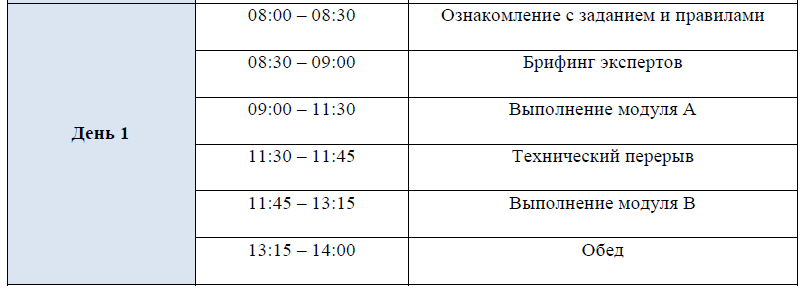 08:00 – 08:30 Ознакомление с заданием и правилами
08:30 – 09:00 Брифинг экспертов
09:00 – 11:30 Выполнение модуля А
День 1
11:30 – 11:45 Технический перерыв
11:45 – 13:15 Выполнение модуля В
13:15 – 14:00 Обед